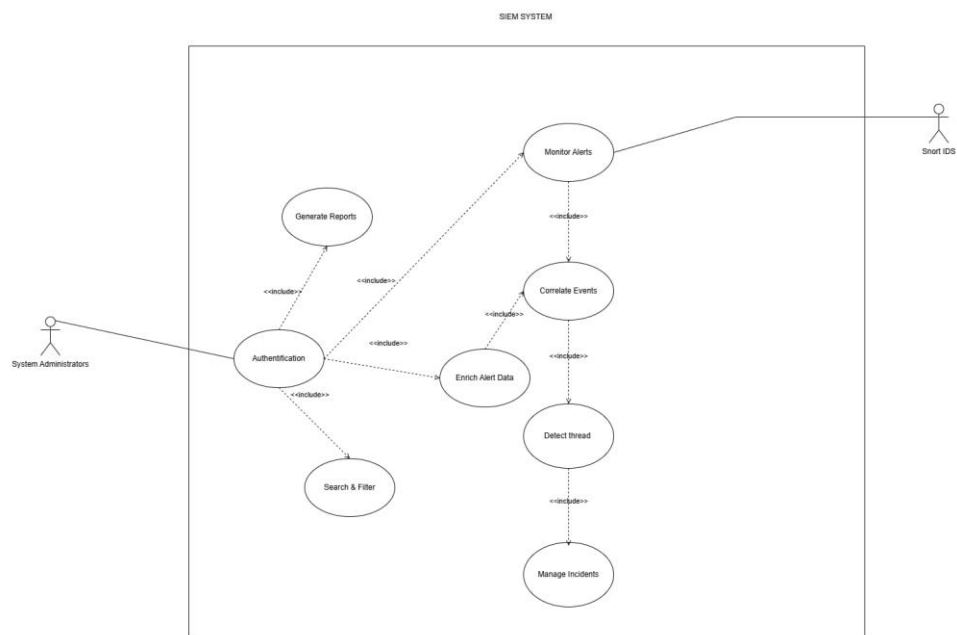 SIEM SYSTEM
Snort IDS
Monitor Alerts
Generate Reports
<<include>>
<<include>>
<<include>>
Correlate Events
<<include>>
<<include>>
System Administrators
Authentification
<<include>>
<<include>>
Enrich Alert Data
<<include>>
Detect thread
Search & Filter
<<include>>
Manage Incidents